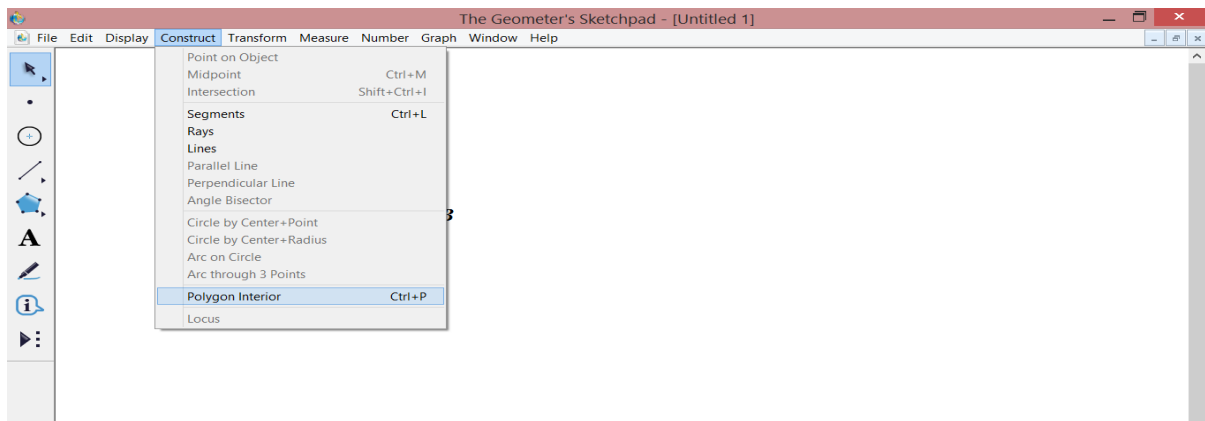 The Geometer's Sketchpad - [Untitled 1]
File Edit Display Construct Transform Measure Number Graph Window Help
Point on Object
Midpoint Ctrl+M
Intersection Shift+Ctrl+I
Segments Ctrl+L
Rays
Lines
Parallel Line
Perpendicular Line
Angle Bisector
Circle by Center+Point
Circle by Center+Radius
Arc on Circle
Arc through 3 Points
Polygon Interior Ctrl+P
Locus
A